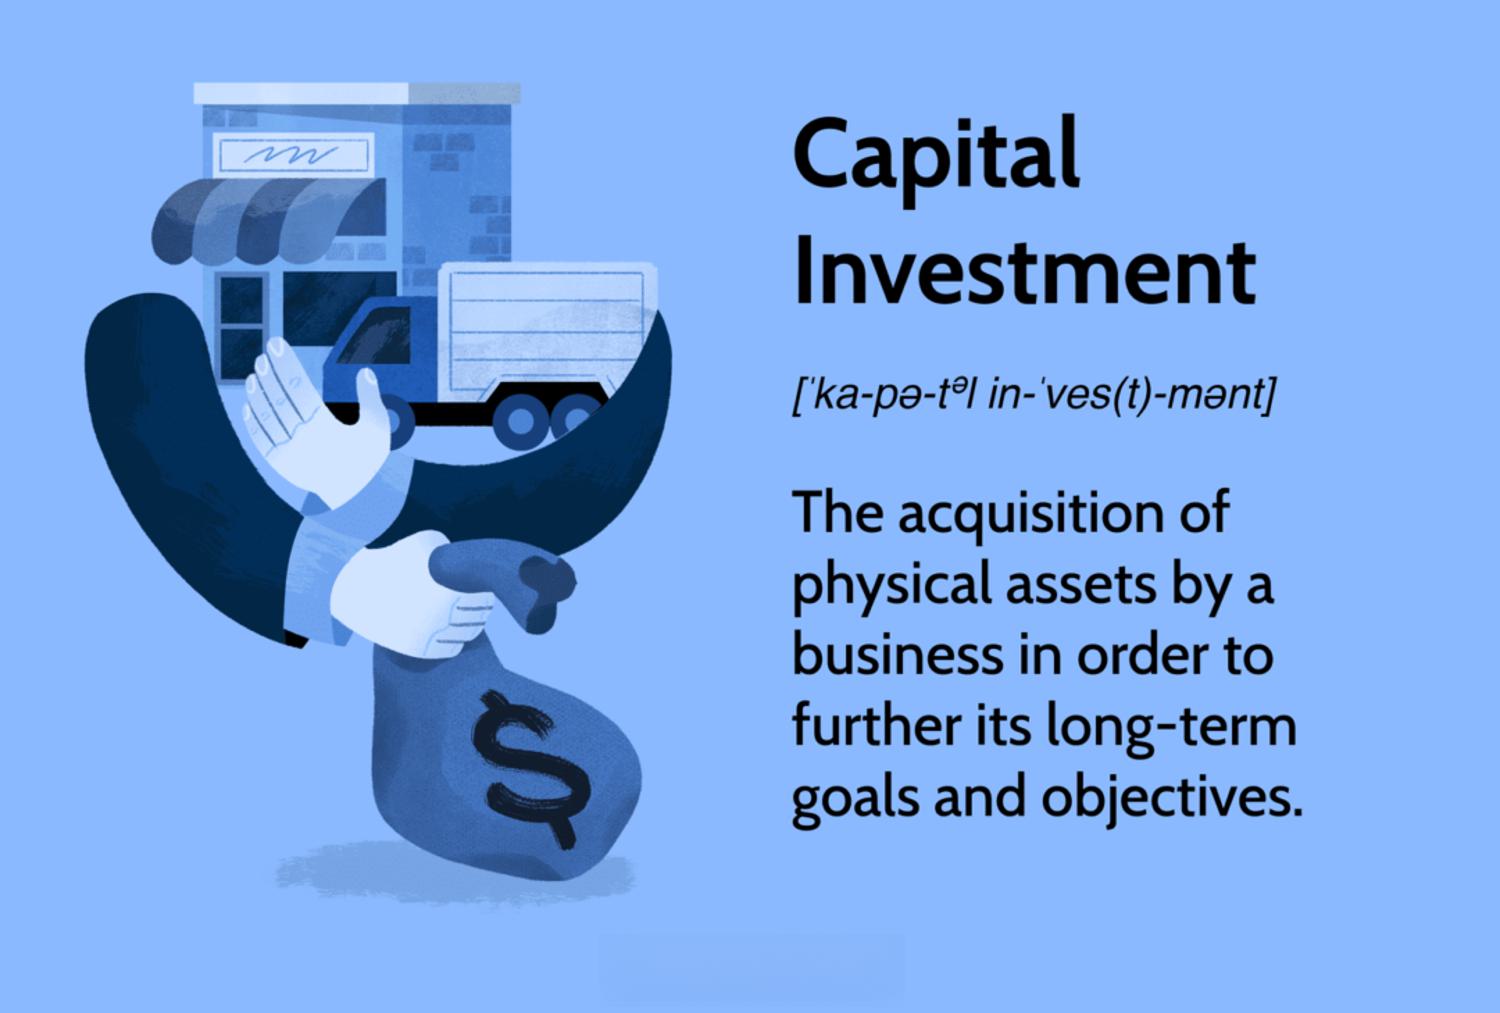 Capital
Investment
[ˈka-pə-tᵊl in-ˈves(t)-mənt]
The acquisition of
physical assets by a
business in order to
further its long-term
goals and objectives.
$